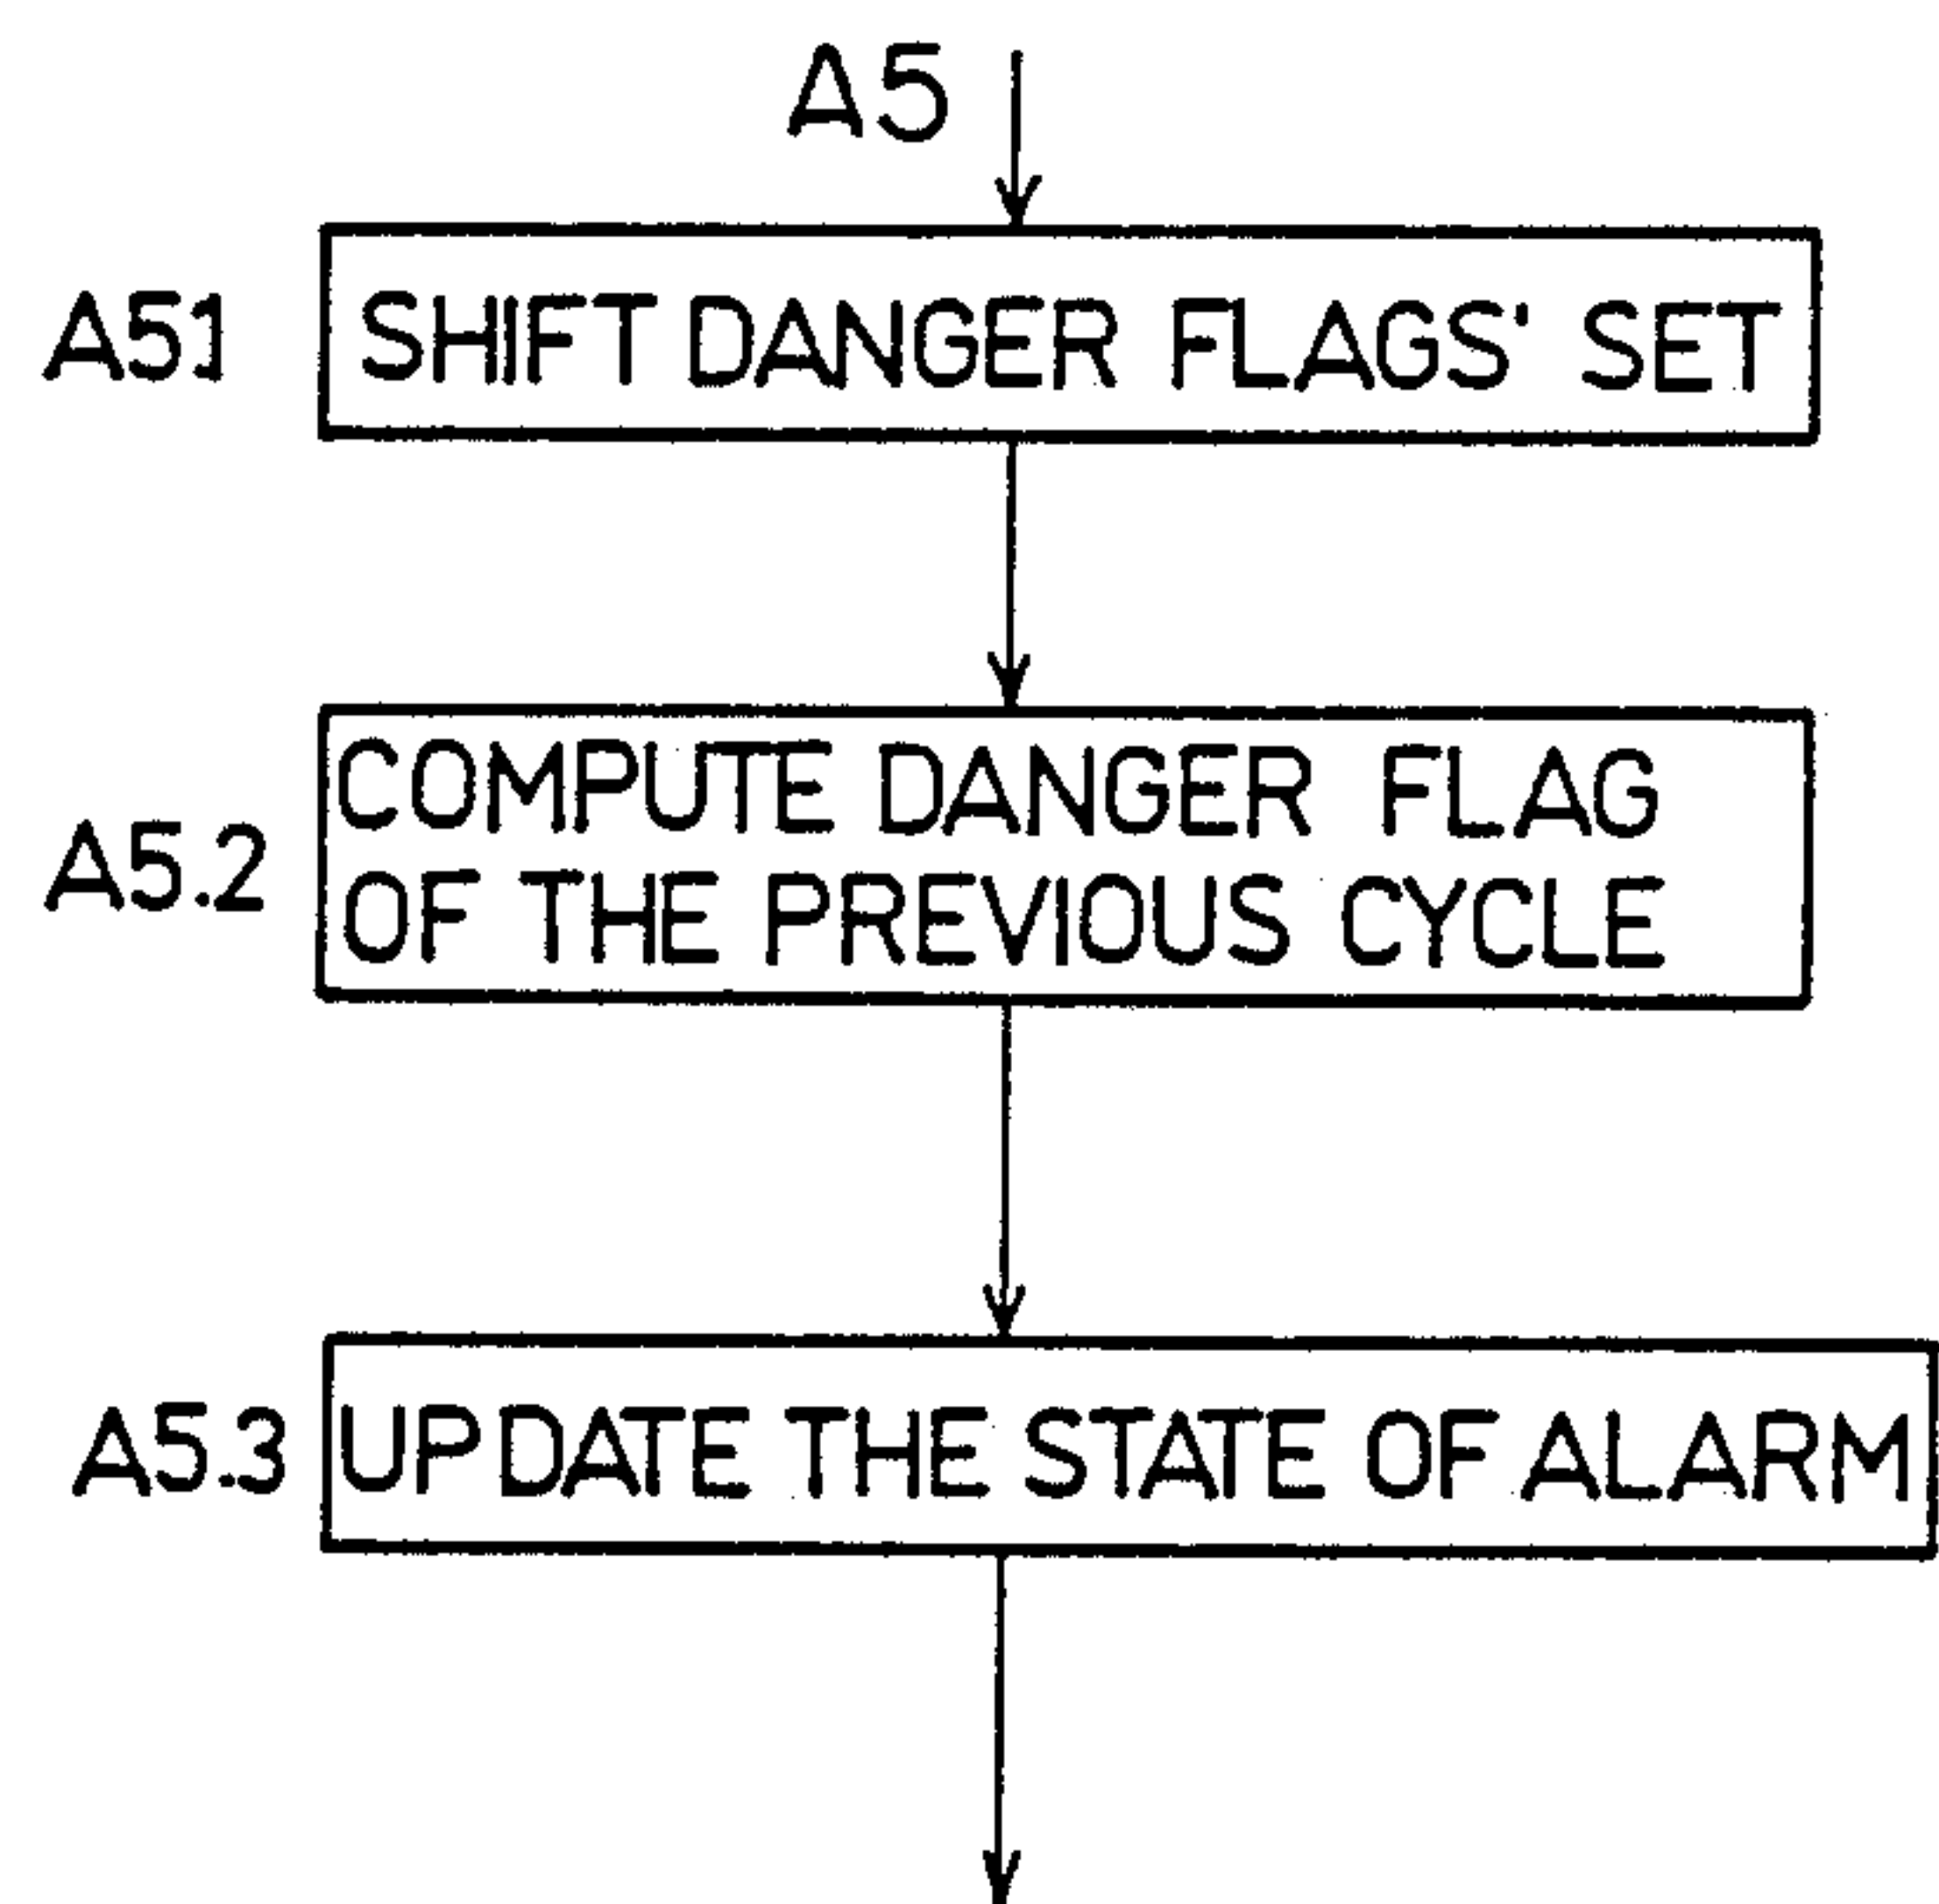 A5
A51 SHIFT DANGER FLAGS' SET
COMPUTE DANGER FLAG
A5.2
OF THE PREVIOUS CYCLE
A5.3 UPDATE THE STATE OF ALARM